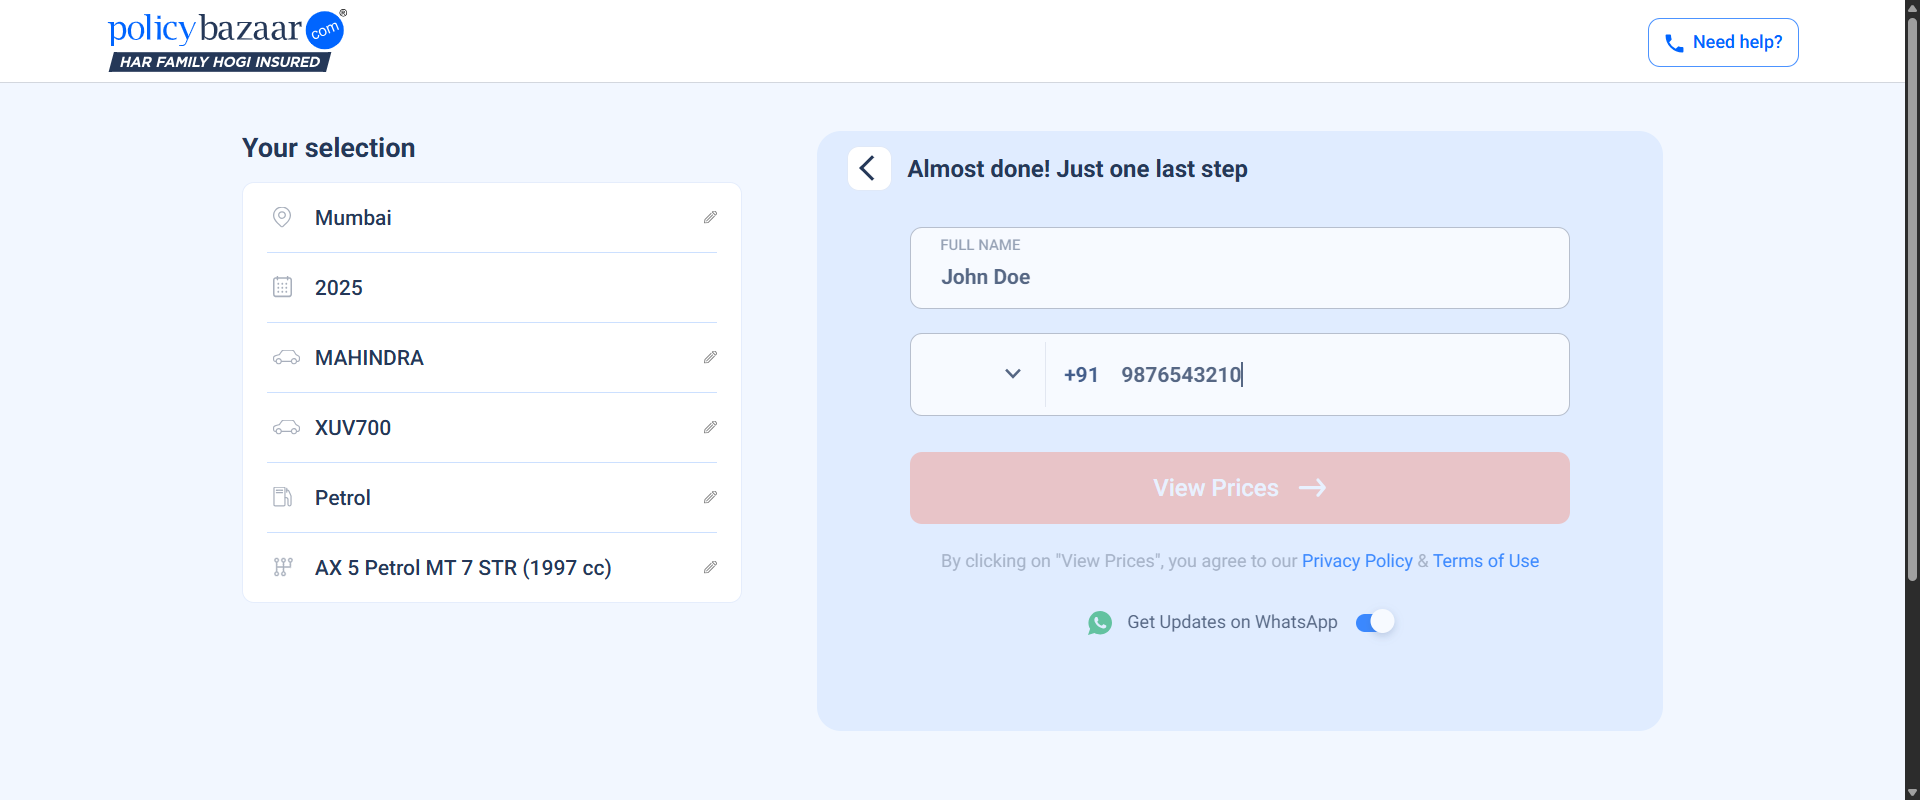 policybazaar.com®
HAR FAMILY HOGI INSURED
Need help?
Your selection
Mumbai
2025
MAHINDRA
XUV700
Petrol
AX 5 Petrol MT 7 STR (1997 cc)
Almost done! Just one last step
FULL NAME
John Doe
+91 9876543210
View Prices
By clicking on "View Prices", you agree to our Privacy Policy & Terms of Use
Get Updates on WhatsApp